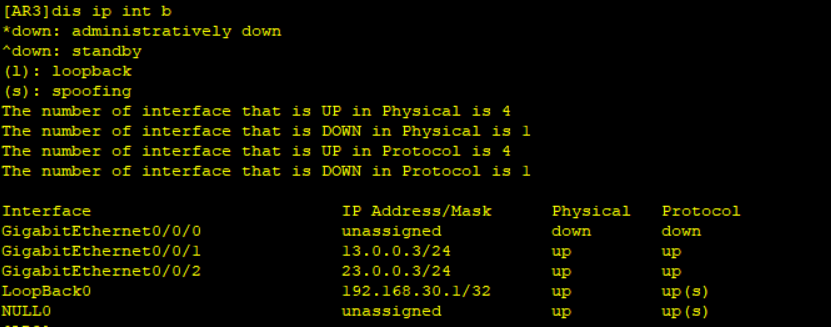 [AR3]dis ip int b
*down: administratively down
^down: standby
(l): loopback
(s): spoofing
The number of interface that is UP in Physical is 4
The number of interface that is DOWN in Physical is 1
The number of interface that is UP in Protocol is 4
The number of interface that is DOWN in Protocol is 1
Interface IP Address/Mask Physical Protocol
GigabitEthernet0/0/0 unassigned down down
GigabitEthernet0/0/1 13.0.0.3/24 up up
GigabitEthernet0/0/2 23.0.0.3/24 up up
LoopBack0 192.168.30.1/32 up up(s)
NULL0 unassigned up up(s)